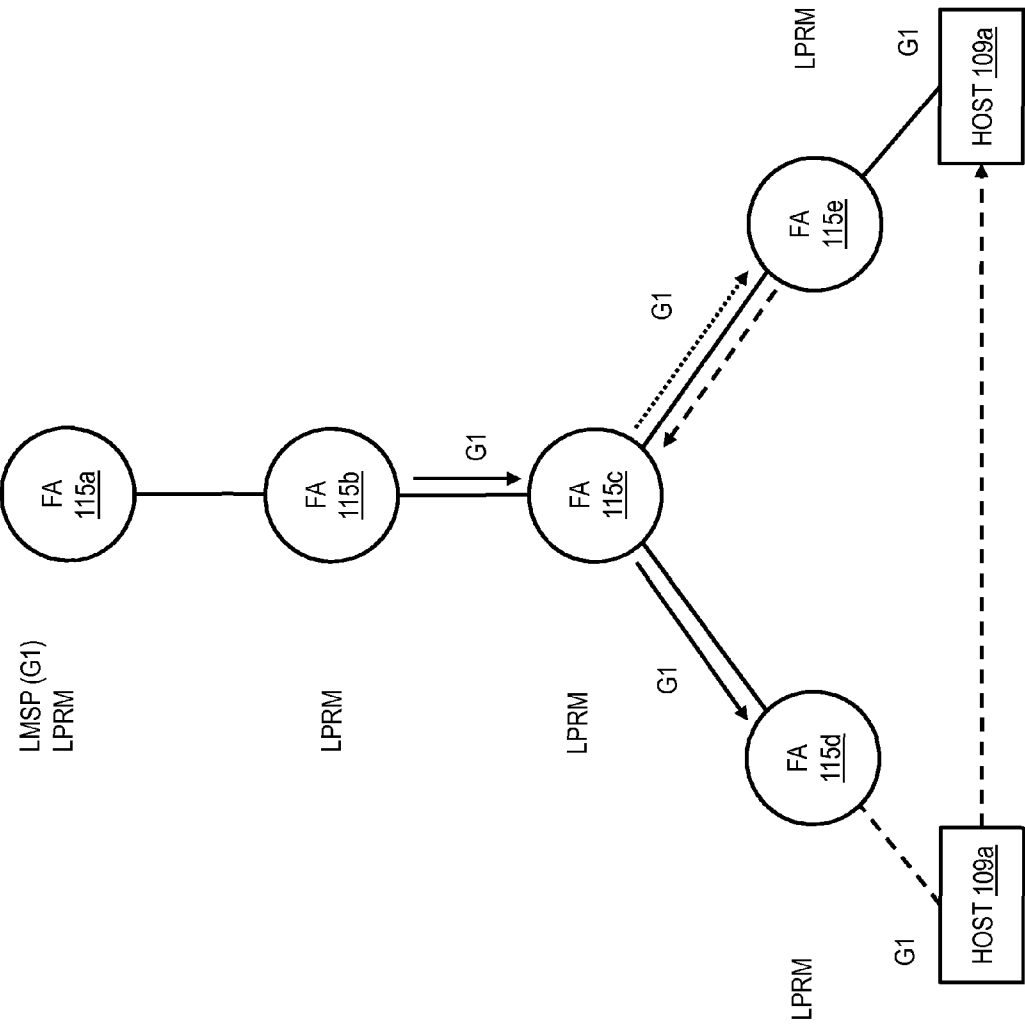 LMSP (G1)
LPRM
FA
115a
LPRM
FA
115b
G1
LPRM
FA
115c
G1
G1
LPRM
FA
115d
FA
115e
LPRM
G1
HOST 109a
G1
HOST 109a